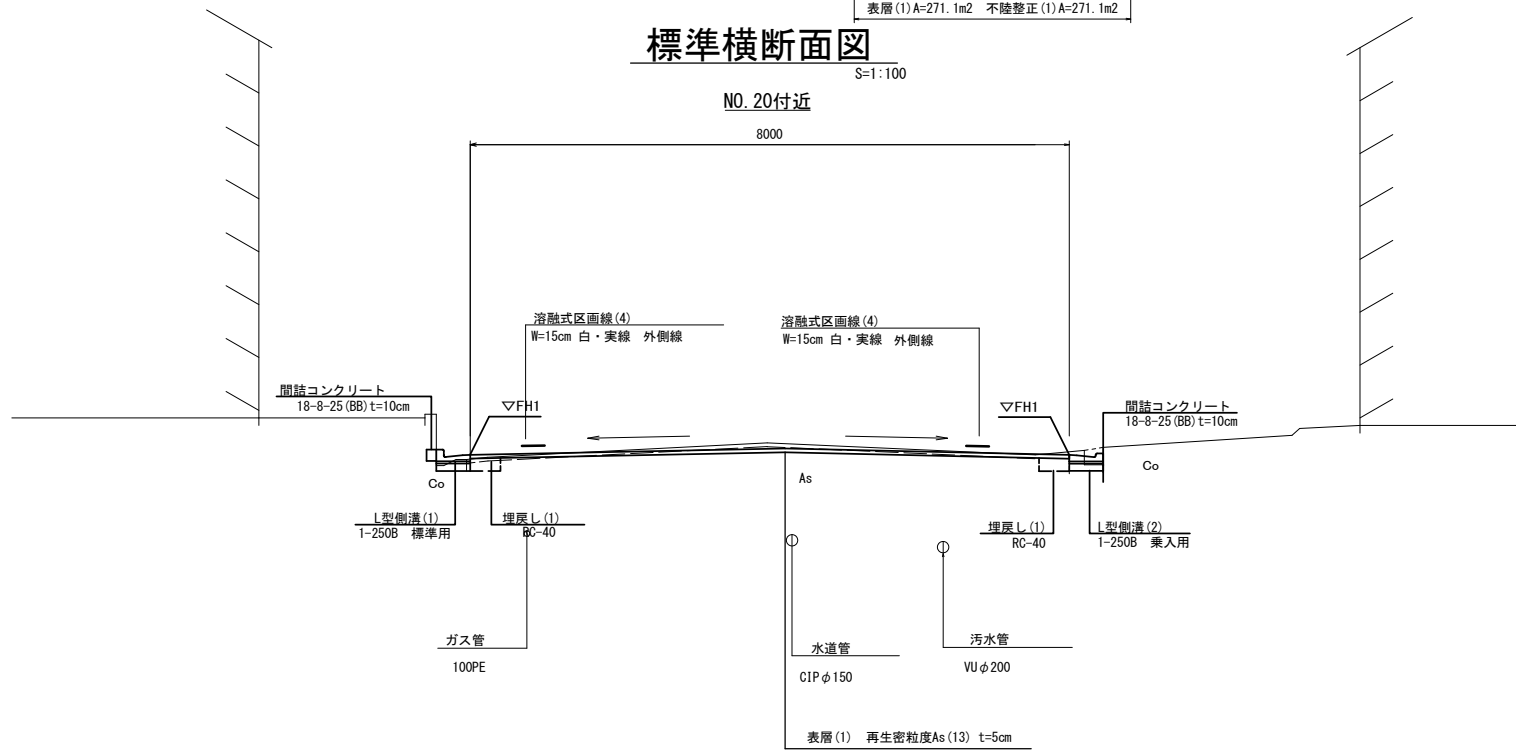 表層(1)A=271.1m2 不陸整正(1)A=271.1m2
標準横断面図
S=1:100
NO.20付近
8000
溶融式区画線(4)
W=15cm 白・実線 外側線
溶融式区画線(4)
W=15cm 白・実線 外側線
間詰コンクリート
18-8-25(BB)t=10cm
▽FH1
▽FH1
間詰コンクリート
18-8-25(BB)t=10cm
Co
As
Co
L型側溝(1)
1-250B 標準用
埋戻し(1)
RC-40
埋戻し(1)
RC-40
L型側溝(2)
1-250B 乗入用
ガス管
100PE
水道管
CIPφ150
汚水管
VUφ200
表層(1) 再生密粒度As(13) t=5cm